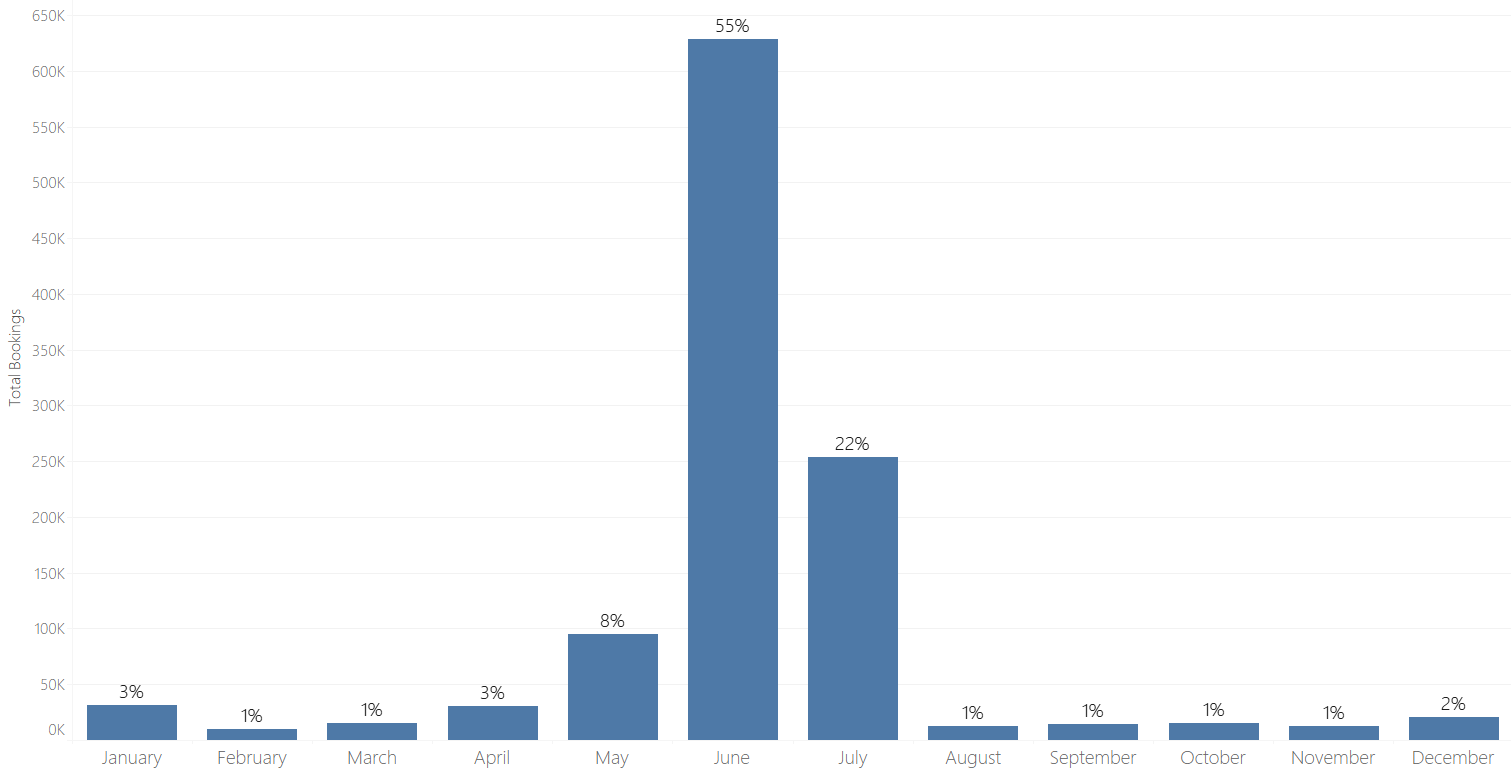 650K
600K
550K
500K
450K
400K
350K
300K
250K
200K
150K
100K
50K
0K
Total Bookings
3%
1%
1%
3%
8%
55%
22%
1%
1%
1%
1%
2%
January February March April May June July August September October November December